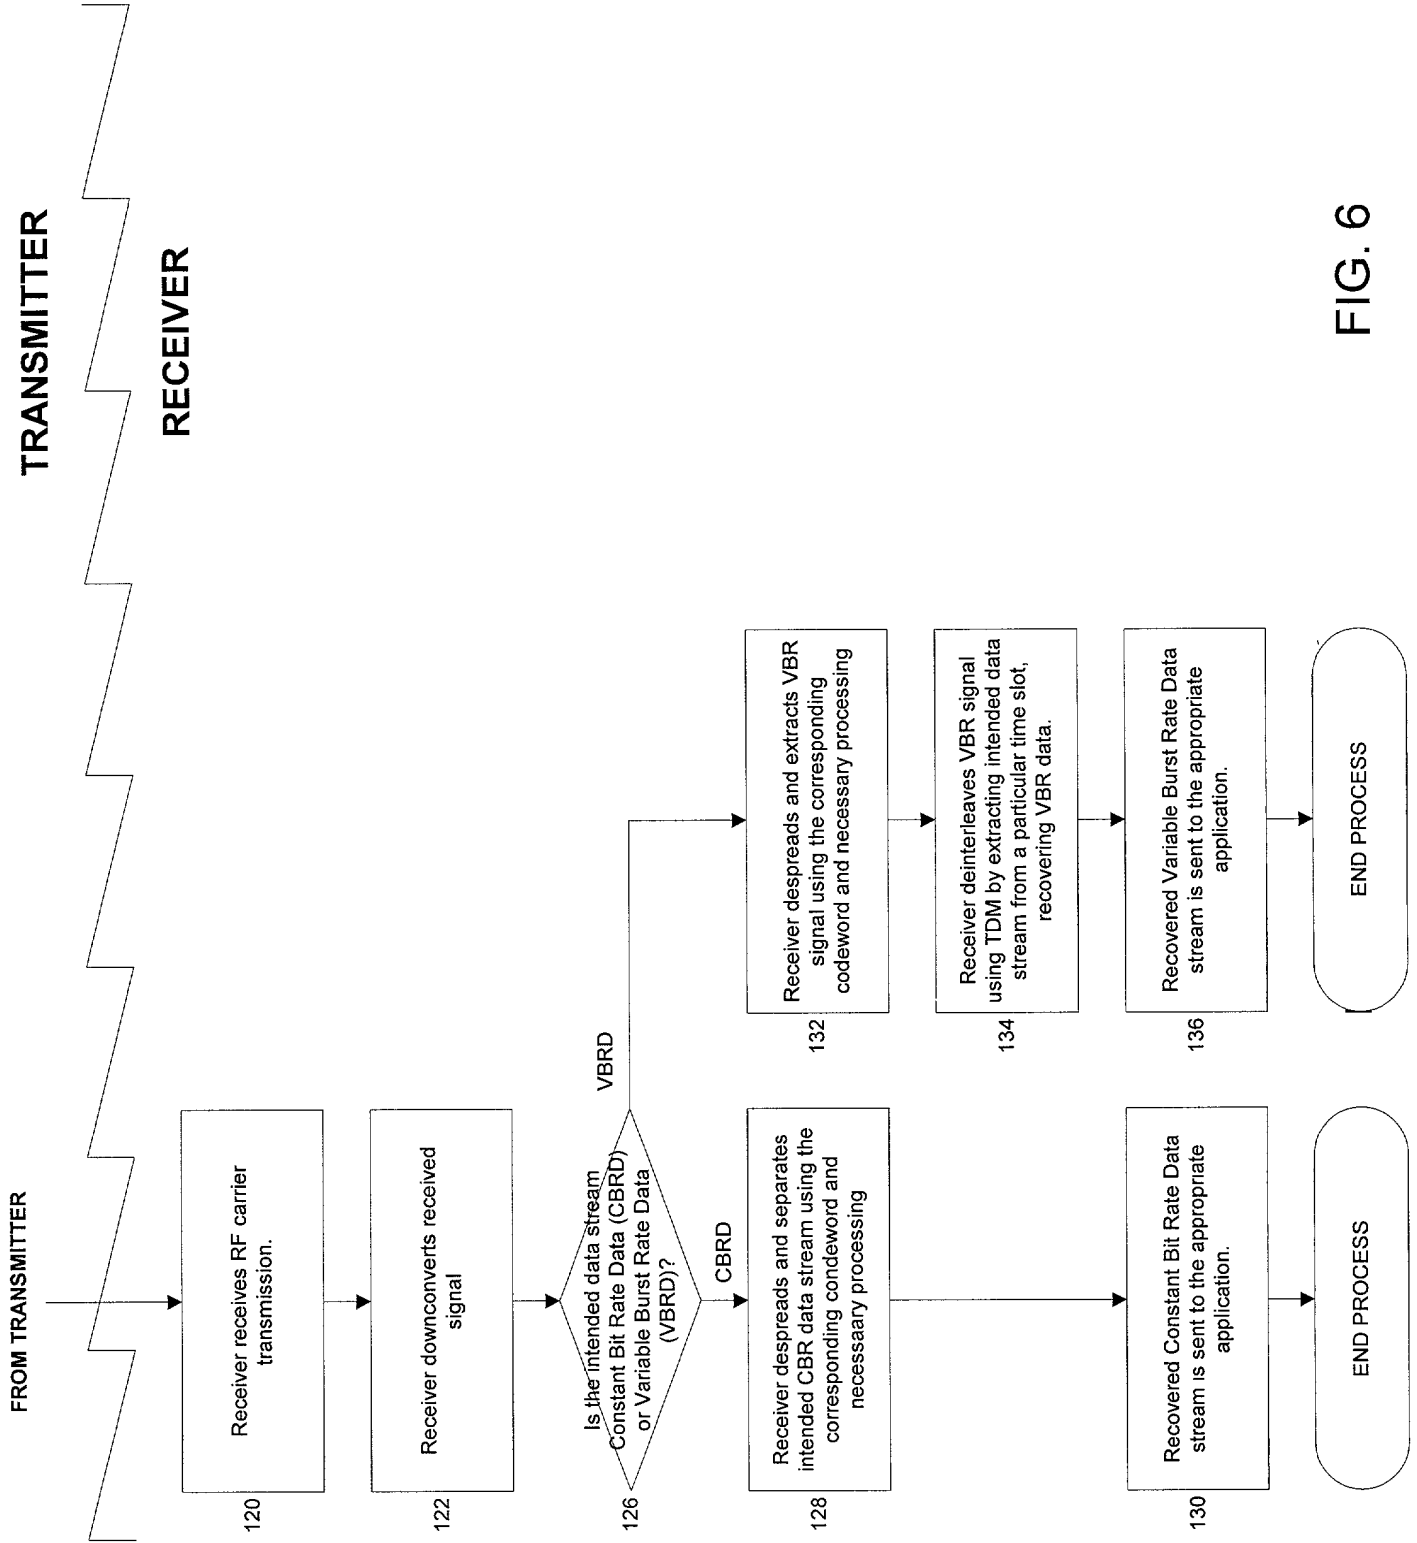 FROM TRANSMITTER
TRANSMITTER
RECEIVER
Receiver receives RF carrier
transmission.
120
Receiver downconverts received
signal
122
Is the intended data stream
Constant Bit Rate Data (CBRD)
or Variable Burst Rate Data
(VBRD)?
126
VBRD
CBRD
Receiver despreads and separates
intended CBR data stream using the
corresponding condeword and
necessaary processing
128
Recovered Constant Bit Rate Data
stream is sent to the appropriate
application.
130
END PROCESS
Receiver despreads and extracts VBR
signal using the corresponding
codeword and necessary processing
132
Receiver deinterleaves VBR signal
using TDM by extracting intended data
stream from a particular time slot,
recovering VBR data.
134
Recovered Variable Burst Rate Data
stream is sent to the appropriate
application.
136
END PROCESS
FIG. 6